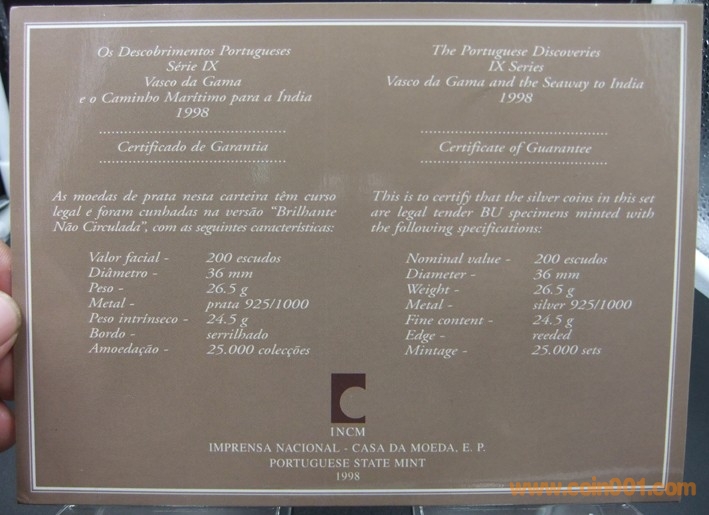 Os Descobrimentos Portugueses
Série IX
Vasco da Gama
e o Caminho Marítimo para a Índia
1998
Certificado de Garantia
As moedas de prata nesta carteira têm curso
legal e foram cunhadas na versão "Brilhante
Não Circulada", com as seguintes características:
Valor facial - 200 escudos
Diâmetro - 36 mm
Peso - 26.5 g
Metal - prata 925/1000
Peso intrínseco - 24.5 g
Bordo - serrilhado
Amoedação - 25.000 colecções
The Portuguese Discoveries
IX Series
Vasco da Gama and the Seaway to India
1998
Certificate of Guarantee
This is to certify that the silver coins in this set
are legal tender BU specimens minted with
the following specifications:
Nominal value - 200 escudos
Diameter - 36 mm
Weight - 26.5 g
Metal - silver 925/1000
Fine content - 24.5 g
Edge - reeded
Mintage - 25.000 sets
INCM
IMPRENSA NACIONAL - CASA DA MOEDA, E. P.
PORTUGUESE STATE MINT
1998
www.coin001.com